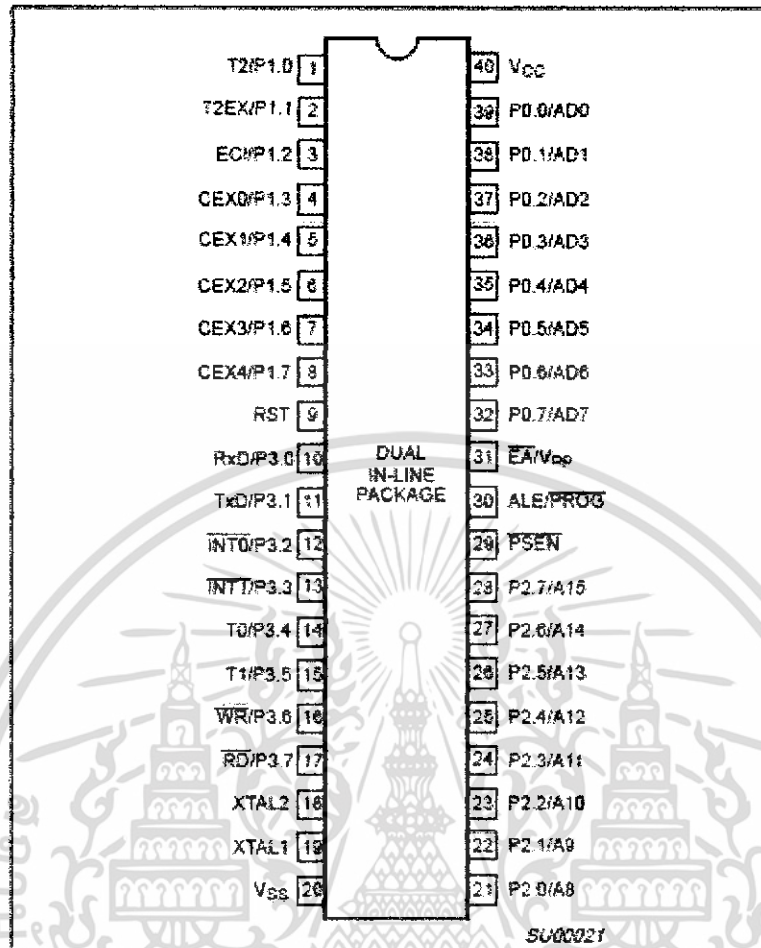 T2/P1.0 1
T2EX/P1.1 2
ECI/P1.2 3
CEX0/P1.3 4
CEX1/P1.4 5
CEX2/P1.5 6
CEX3/P1.6 7
CEX4/P1.7 8
RST 9
RxD/P3.0 10
TxD/P3.1 11
INT0/P3.2 12
INT1/P3.3 13
T0/P3.4 14
T1/P3.5 15
WR/P3.6 16
RD/P3.7 17
XTAL2 18
XTAL1 19
VSS 20
DUAL
IN-LINE
PACKAGE
40 VCC
39 P0.0/AD0
38 P0.1/AD1
37 P0.2/AD2
36 P0.3/AD3
35 P0.4/AD4
34 P0.5/AD5
33 P0.6/AD6
32 P0.7/AD7
31 EA/VPP
30 ALE/PROG
29 PSEN
28 P2.7/A15
27 P2.6/A14
26 P2.5/A13
25 P2.4/A12
24 P2.3/A11
23 P2.2/A10
22 P2.1/A9
21 P2.0/A8
SU00021